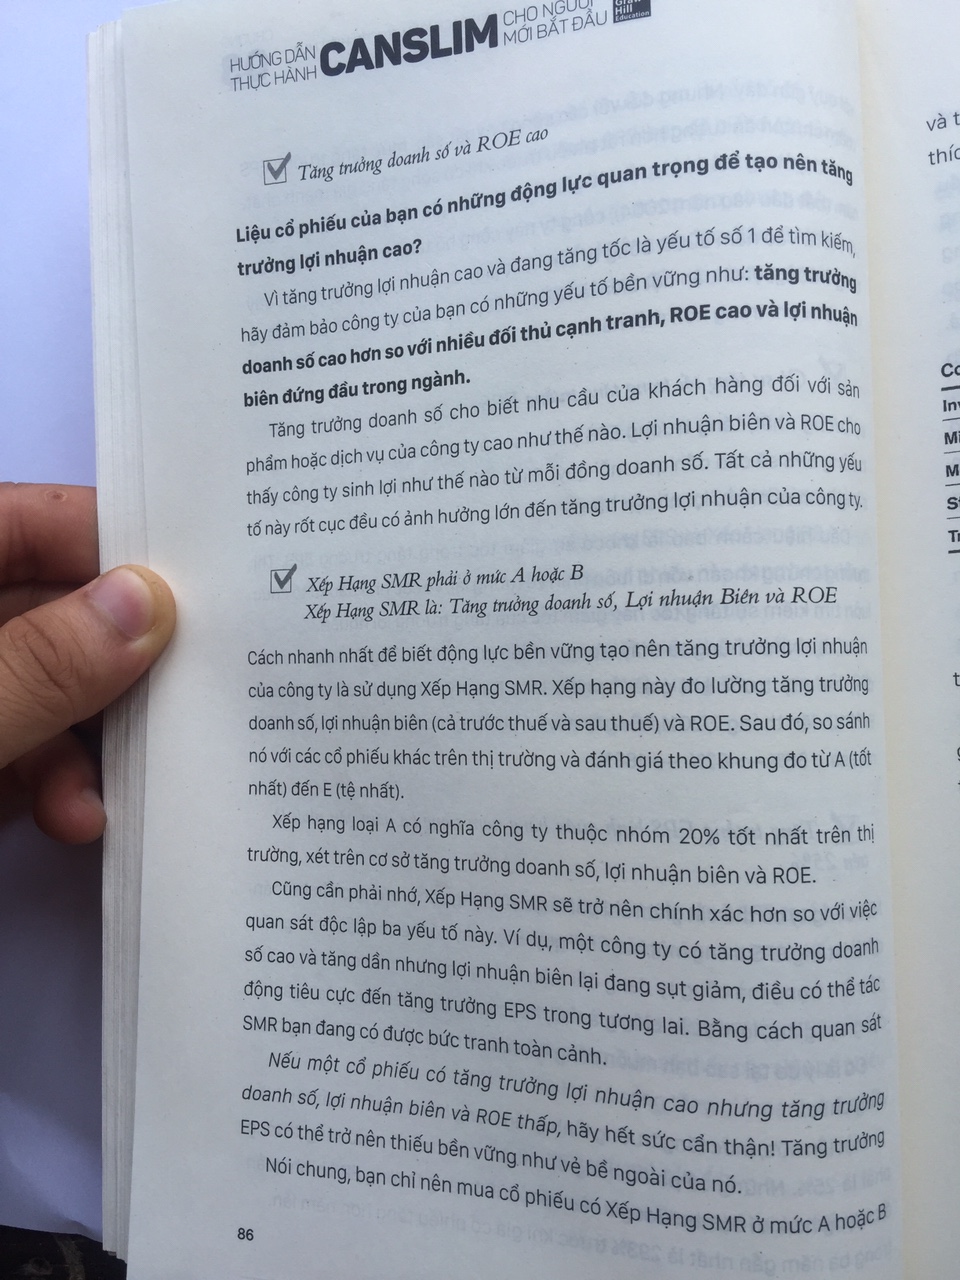 HƯỚNG DẪN
THỰC HÀNH
CANSLIM
CHO NGƯỜI
MỚI BẮT ĐẦU
Graw
Hill
Education
Tăng trưởng doanh số và ROE cao
Liệu cổ phiếu của bạn có những động lực quan trọng để tạo nên tăng
trưởng lợi nhuận cao?
Vì tăng trưởng lợi nhuận cao và đang tăng tốc là yếu tố số 1 để tìm kiếm,
hãy đảm bảo công ty của bạn có những yếu tố bền vững như: tăng trưởng
doanh số cao hơn so với nhiều đối thủ cạnh tranh, ROE cao và lợi nhuận
biên đứng đầu trong ngành.
Tăng trưởng doanh số cho biết nhu cầu của khách hàng đối với sản
phẩm hoặc dịch vụ của công ty cao như thế nào. Lợi nhuận biên và ROE cho
thấy công ty sinh lợi như thế nào từ mỗi đồng doanh số. Tất cả những yếu
tố này rốt cục đều có ảnh hưởng lớn đến tăng trưởng lợi nhuận của công ty.
Xếp Hạng SMR phải ở mức A hoặc B
Xếp Hạng SMR là: Tăng trưởng doanh số, Lợi nhuận Biên và ROE
Cách nhanh nhất để biết động lực bền vững tạo nên tăng trưởng lợi nhuận
của công ty là sử dụng Xếp Hạng SMR. Xếp hạng này đo lường tăng trưởng
doanh số, lợi nhuận biên (cả trước thuế và sau thuế) và ROE. Sau đó, so sánh
nó với các cổ phiếu khác trên thị trường và đánh giá theo khung đo từ A (tốt
nhất) đến E (tệ nhất).
Xếp hạng loại A có nghĩa công ty thuộc nhóm 20% tốt nhất trên thị
trường, xét trên cơ sở tăng trưởng doanh số, lợi nhuận biên và ROE.
Cũng cần phải nhớ, Xếp Hạng SMR sẽ trở nên chính xác hơn so với việc
quan sát độc lập ba yếu tố này. Ví dụ, một công ty có tăng trưởng doanh
số cao và tăng dần nhưng lợi nhuận biên lại đang sụt giảm, điều có thể tác
động tiêu cực đến tăng trưởng EPS trong tương lai. Bằng cách quan sát
SMR bạn đang có được bức tranh toàn cảnh.
Nếu một cổ phiếu có tăng trưởng lợi nhuận cao nhưng tăng trưởng
doanh số, lợi nhuận biên và ROE thấp, hãy hết sức cẩn thận! Tăng trưởng
EPS có thể trở nên thiếu bền vững như vẻ bề ngoài của nó.
Nói chung, bạn chỉ nên mua cổ phiếu có Xếp Hạng SMR ở mức A hoặc B
86
và t
thíc
Co
Inv
Mi
M
St
Tr